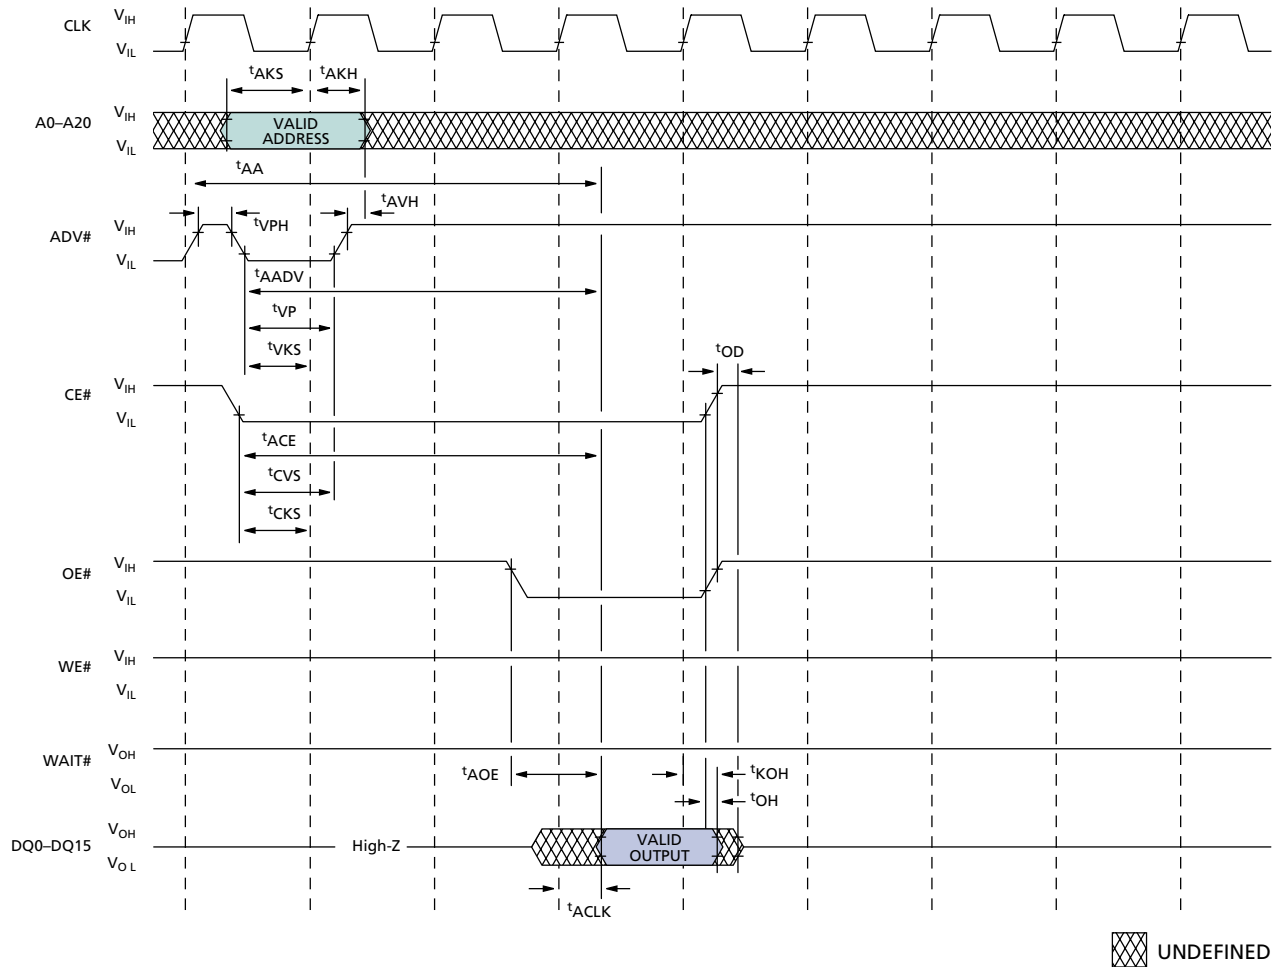 CLK
VIH
VIL
tAKS
tAKH
A0–A20
VIH
VIL
VALID
ADDRESS
tAA
tAVH
ADV#
VIH
VIL
tVPH
tAADV
tVP
tVKS
tOD
CE#
VIH
VIL
tACE
tCVS
tCKS
OE#
VIH
VIL
WE#
VIH
VIL
WAIT#
VOH
VOL
tAOE
tKOH
tOH
DQ0–DQ15
VOH
VO L
High-Z
VALID
OUTPUT
tACLK
UNDEFINED